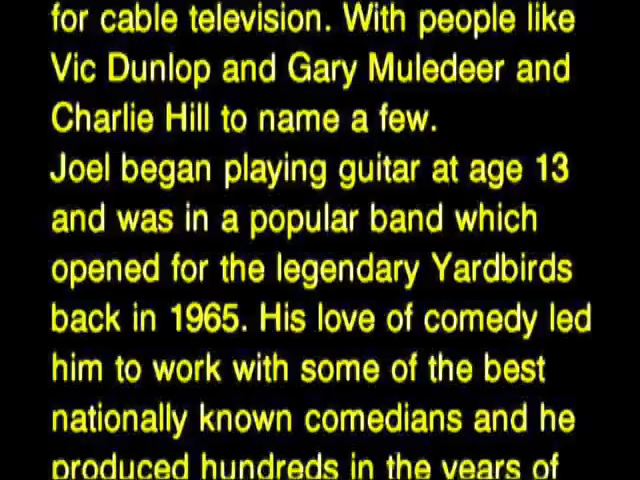 for cable television. With people like
Vic Dunlop and Gary Muledeer and
Charlie Hill to name a few.
Joel began playing guitar at age 13
and was in a popular band which
opened for the legendary Yardbirds
back in 1965. His love of comedy led
him to work with some of the best
nationally known comedians and he
produced hundreds in the years of